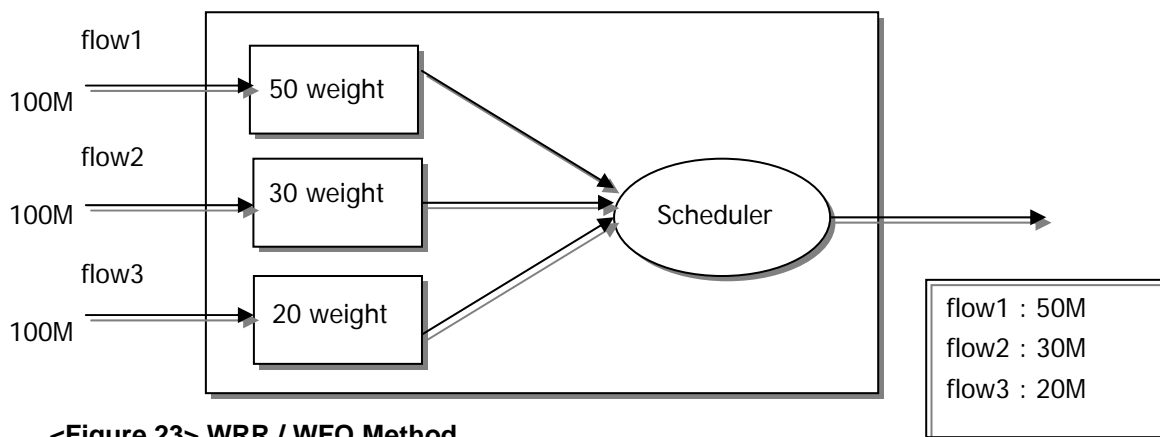 flow1
100M
50 weight
flow2
100M
30 weight
flow3
100M
20 weight
Scheduler
flow1 : 50M
flow2 : 30M
flow3 : 20M
<Figure 23> WRR / WFQ Method